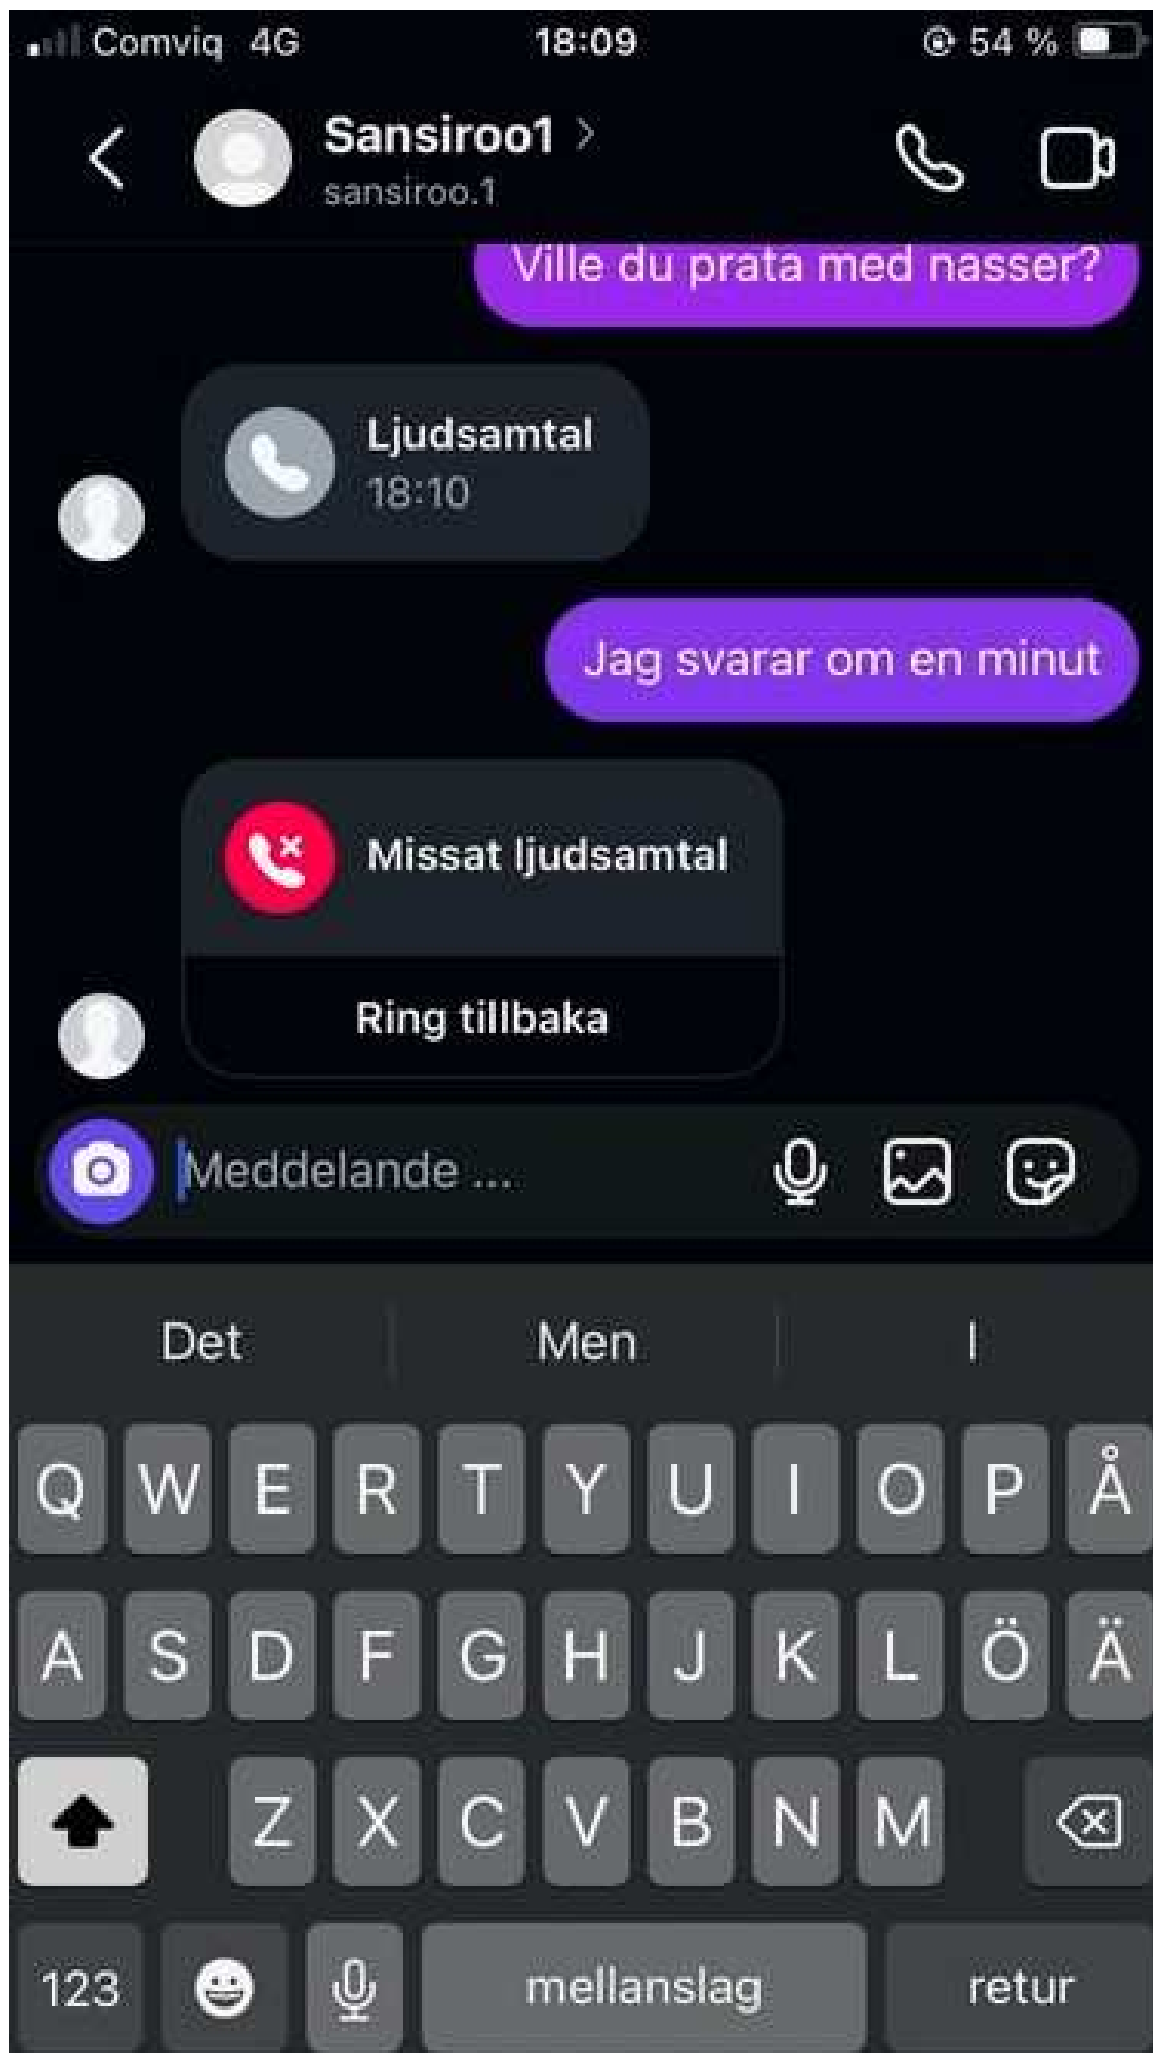 Comviq 4G 18:09 54 %
Sansiroo1
sansiroo.1
Ville du prata med nasser?
Ljudsamtal
18:10
Jag svarar om en minut
Missat ljudsamtal
Ring tillbaka
Meddelande ...
Det Men I
Q W E R T Y U I O P Å
A S D F G H J K L Ö Ä
Z X C V B N M
123 mellanslag retur